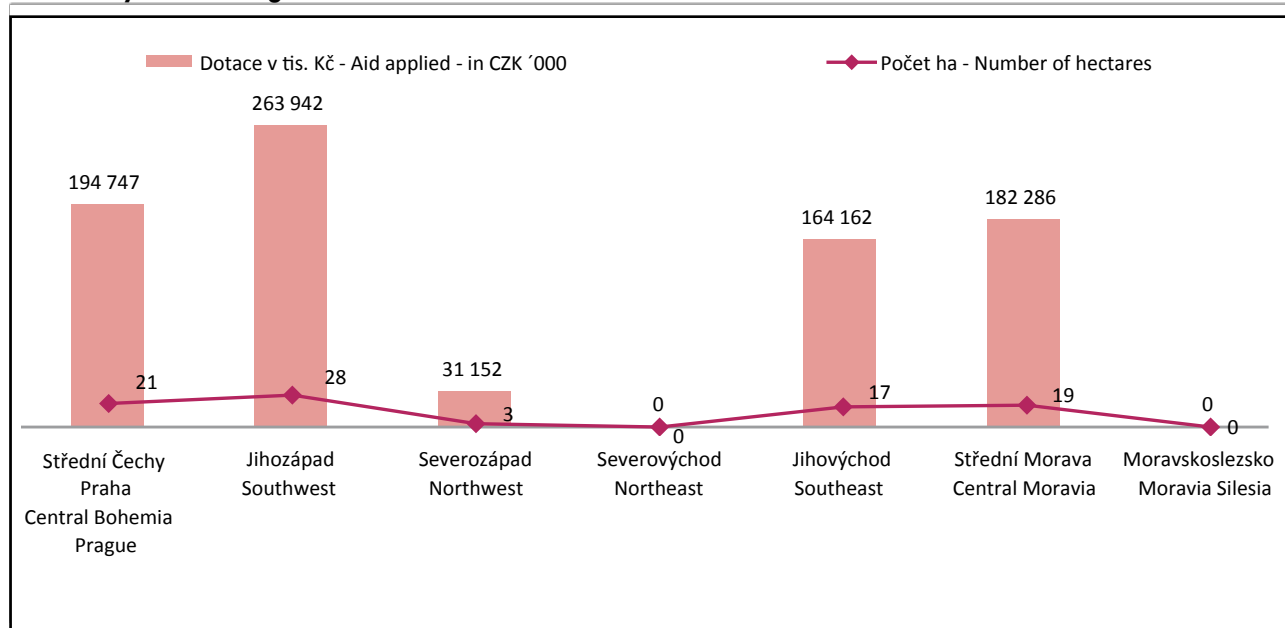 Dotace v tis. Kč - Aid applied - in CZK ´000
Počet ha - Number of hectares
263 942
194 747
182 286
164 162
31 152
21
28
3
0
0
17
19
0
0
Střední Čechy
Praha
Central Bohemia
Prague
Jihozápad
Southwest
Severozápad
Northwest
Severovýchod
Northeast
Jihovýchod
Southeast
Střední Morava
Central Moravia
Moravskoslezsko
Moravia Silesia